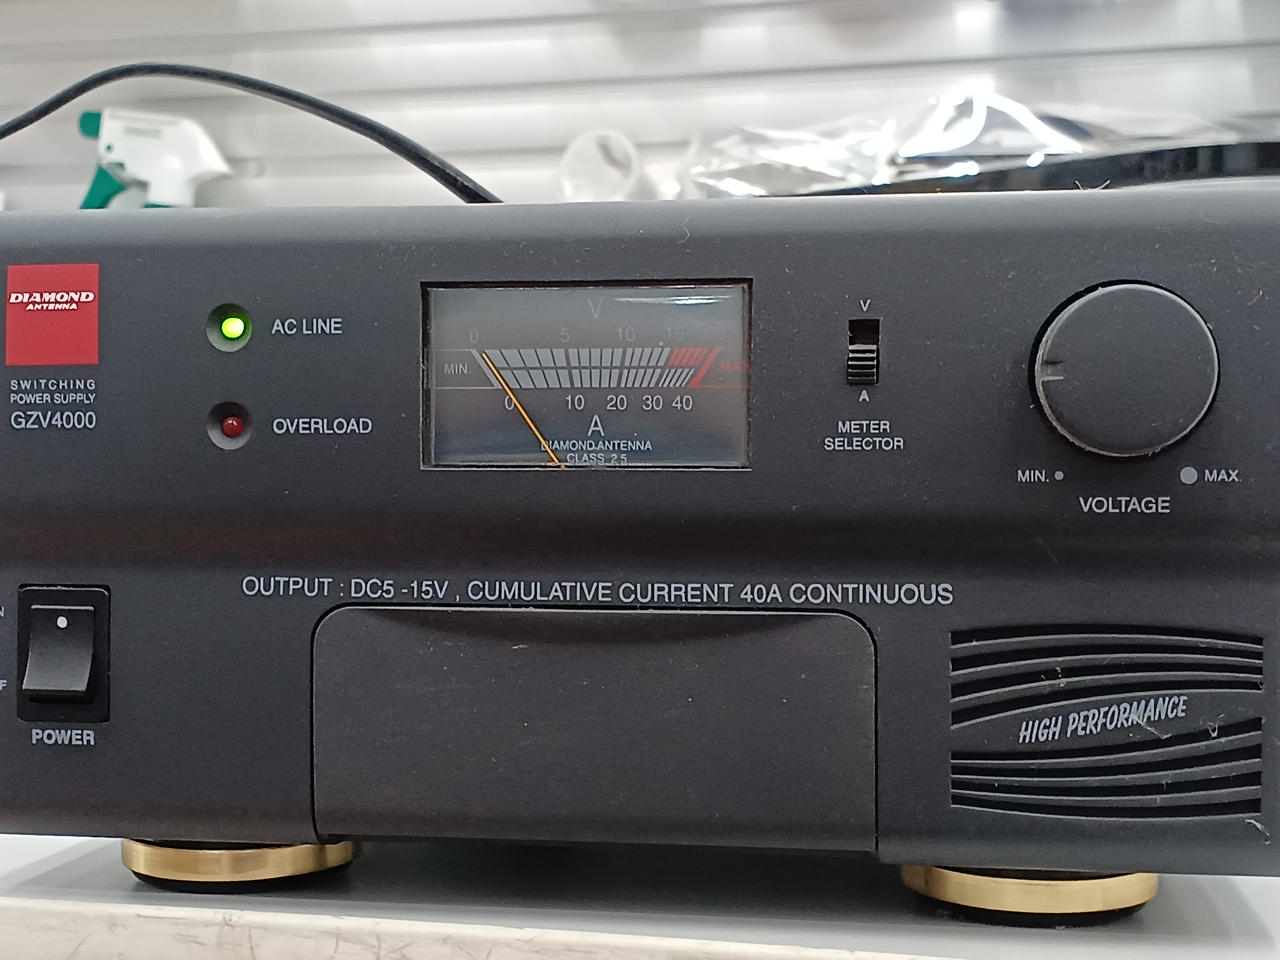 DIAMOND
ANTENNA
SWITCHING
POWER SUPPLY
GZV4000
AC LINE
OVERLOAD
V
0 5 10 15
MIN. MAX
0 10 20 30 40
A
DIAMOND ANTENNA
CLASS 2.5
V
A
METER
SELECTOR
MIN. MAX.
VOLTAGE
OUTPUT : DC5 -15V , CUMULATIVE CURRENT 40A CONTINUOUS
POWER
HIGH PERFORMANCE